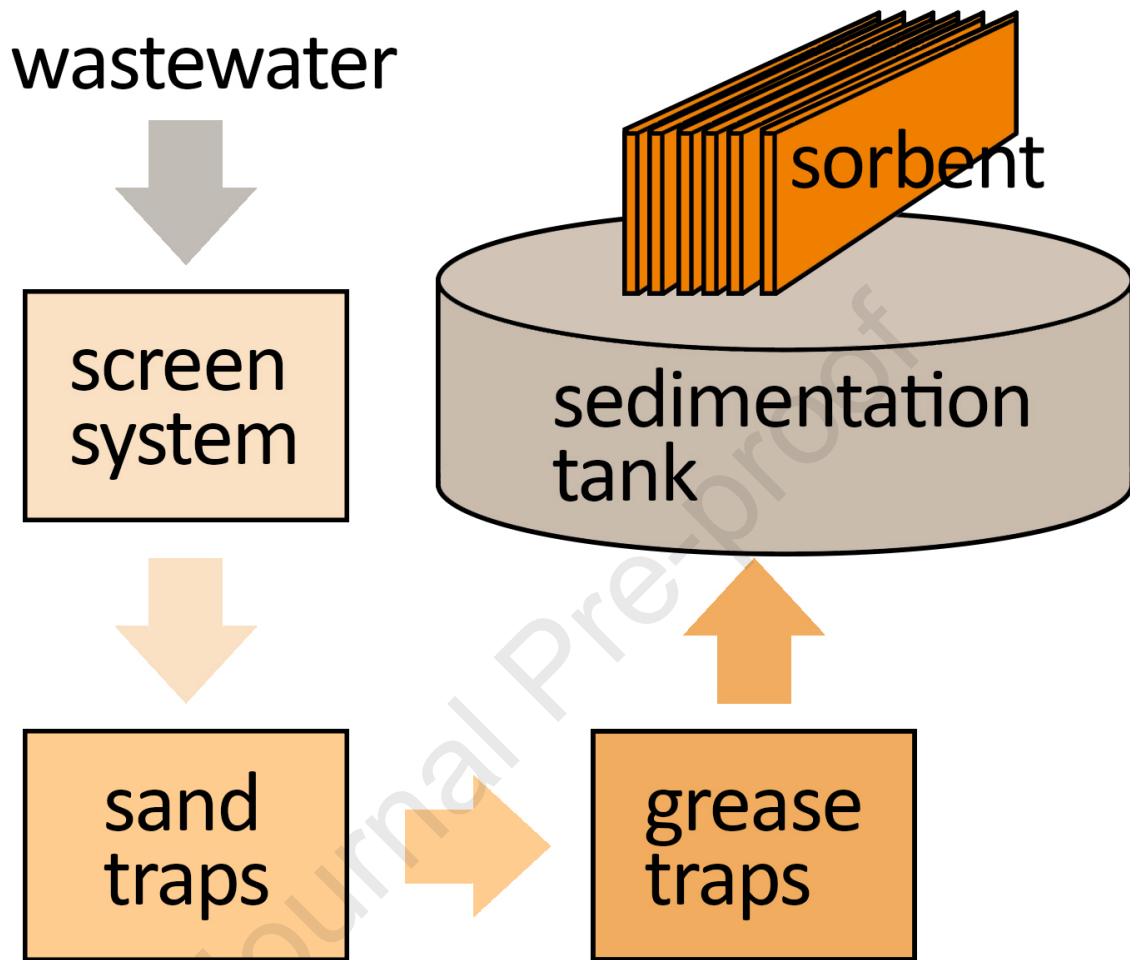 wastewater
sorbent
screen
system
sedimentation
tank
sand
traps
grease
traps
Journal Pre-proof